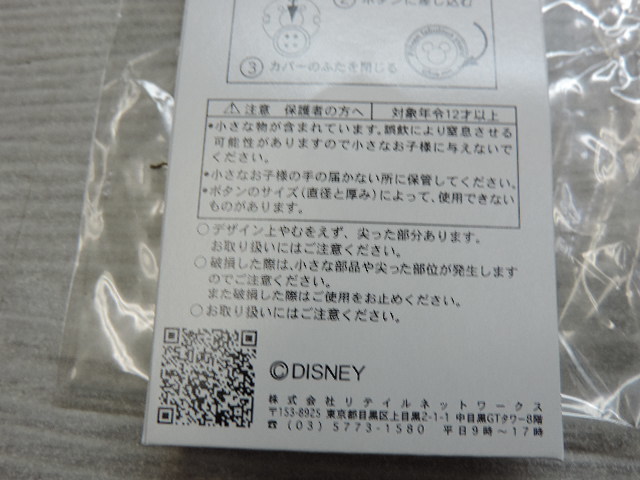 ② ボタンに差し込む
③ カバーのふたを閉じる
⚠注意 保護者の方へ 対象年令12才以上
•小さな物が含まれています。誤飲により窒息させる
可能性がありますので小さなお子様に与えないで
ください。
•小さなお子様の手の届かない所に保管してください。
•ボタンのサイズ(直径と厚み)によって、使用できない
ものがあります。
○デザイン上やむをえず、尖った部分あります。
お取り扱いにはご注意ください。
○破損した際は、小さな部品や尖った部位が発生します
のでご注意ください。
また破損した際はご使用をお止めください。
○お取り扱いにはご注意ください。
©DISNEY
株式会社リテイルネットワークス
〒153-8925 東京都目黒区上目黒2-1-1 中目黒GTタワー8階
☎(03)5773-1580 平日9時〜17時